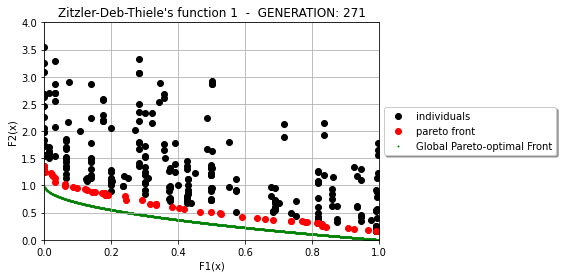 Zitzler-Deb-Thiele's function 1 - GENERATION: 271
4.0
3.5
3.0
2.5
2.0
1.5
1.0
0.5
0.0
F2(x)
0.0 0.2 0.4 0.6 0.8 1.0
F1(x)
individuals
pareto front
Global Pareto-optimal Front